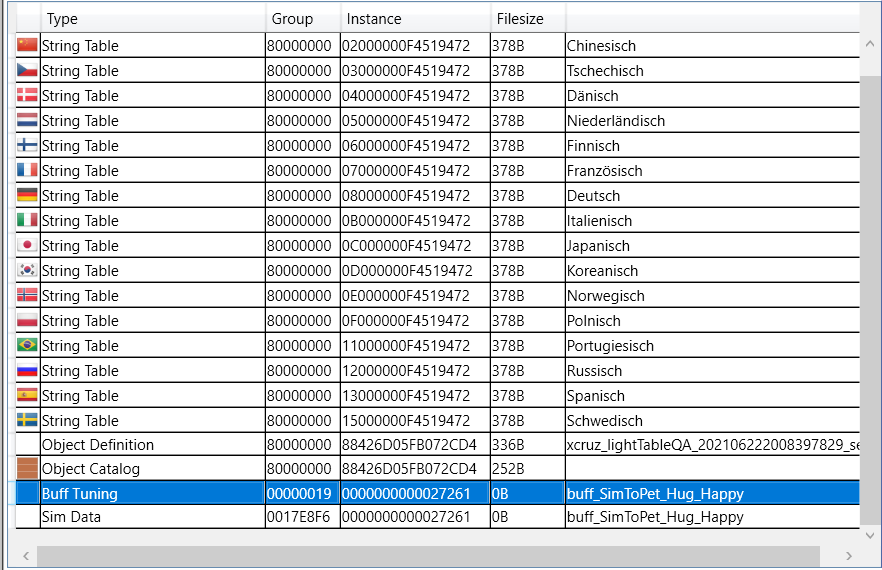 Type Group Instance Filesize
String Table 80000000 02000000F4519472 378B Chinesisch
String Table 80000000 03000000F4519472 378B Tschechisch
String Table 80000000 04000000F4519472 378B Dänisch
String Table 80000000 05000000F4519472 378B Niederländisch
String Table 80000000 06000000F4519472 378B Finnisch
String Table 80000000 07000000F4519472 378B Französisch
String Table 80000000 08000000F4519472 378B Deutsch
String Table 80000000 0B000000F4519472 378B Italienisch
String Table 80000000 0C000000F4519472 378B Japanisch
String Table 80000000 0D000000F4519472 378B Koreanisch
String Table 80000000 0E000000F4519472 378B Norwegisch
String Table 80000000 0F000000F4519472 378B Polnisch
String Table 80000000 11000000F4519472 378B Portugiesisch
String Table 80000000 12000000F4519472 378B Russisch
String Table 80000000 13000000F4519472 378B Spanisch
String Table 80000000 15000000F4519472 378B Schwedisch
Object Definition 80000000 88426D05FB072CD4 336B xcruz_lightTableQA_202106222008397829_se
Object Catalog 80000000 88426D05FB072CD4 252B
Buff Tuning 00000019 0000000000027261 0B buff_SimToPet_Hug_Happy
Sim Data 0017E8F6 0000000000027261 0B buff_SimToPet_Hug_Happy